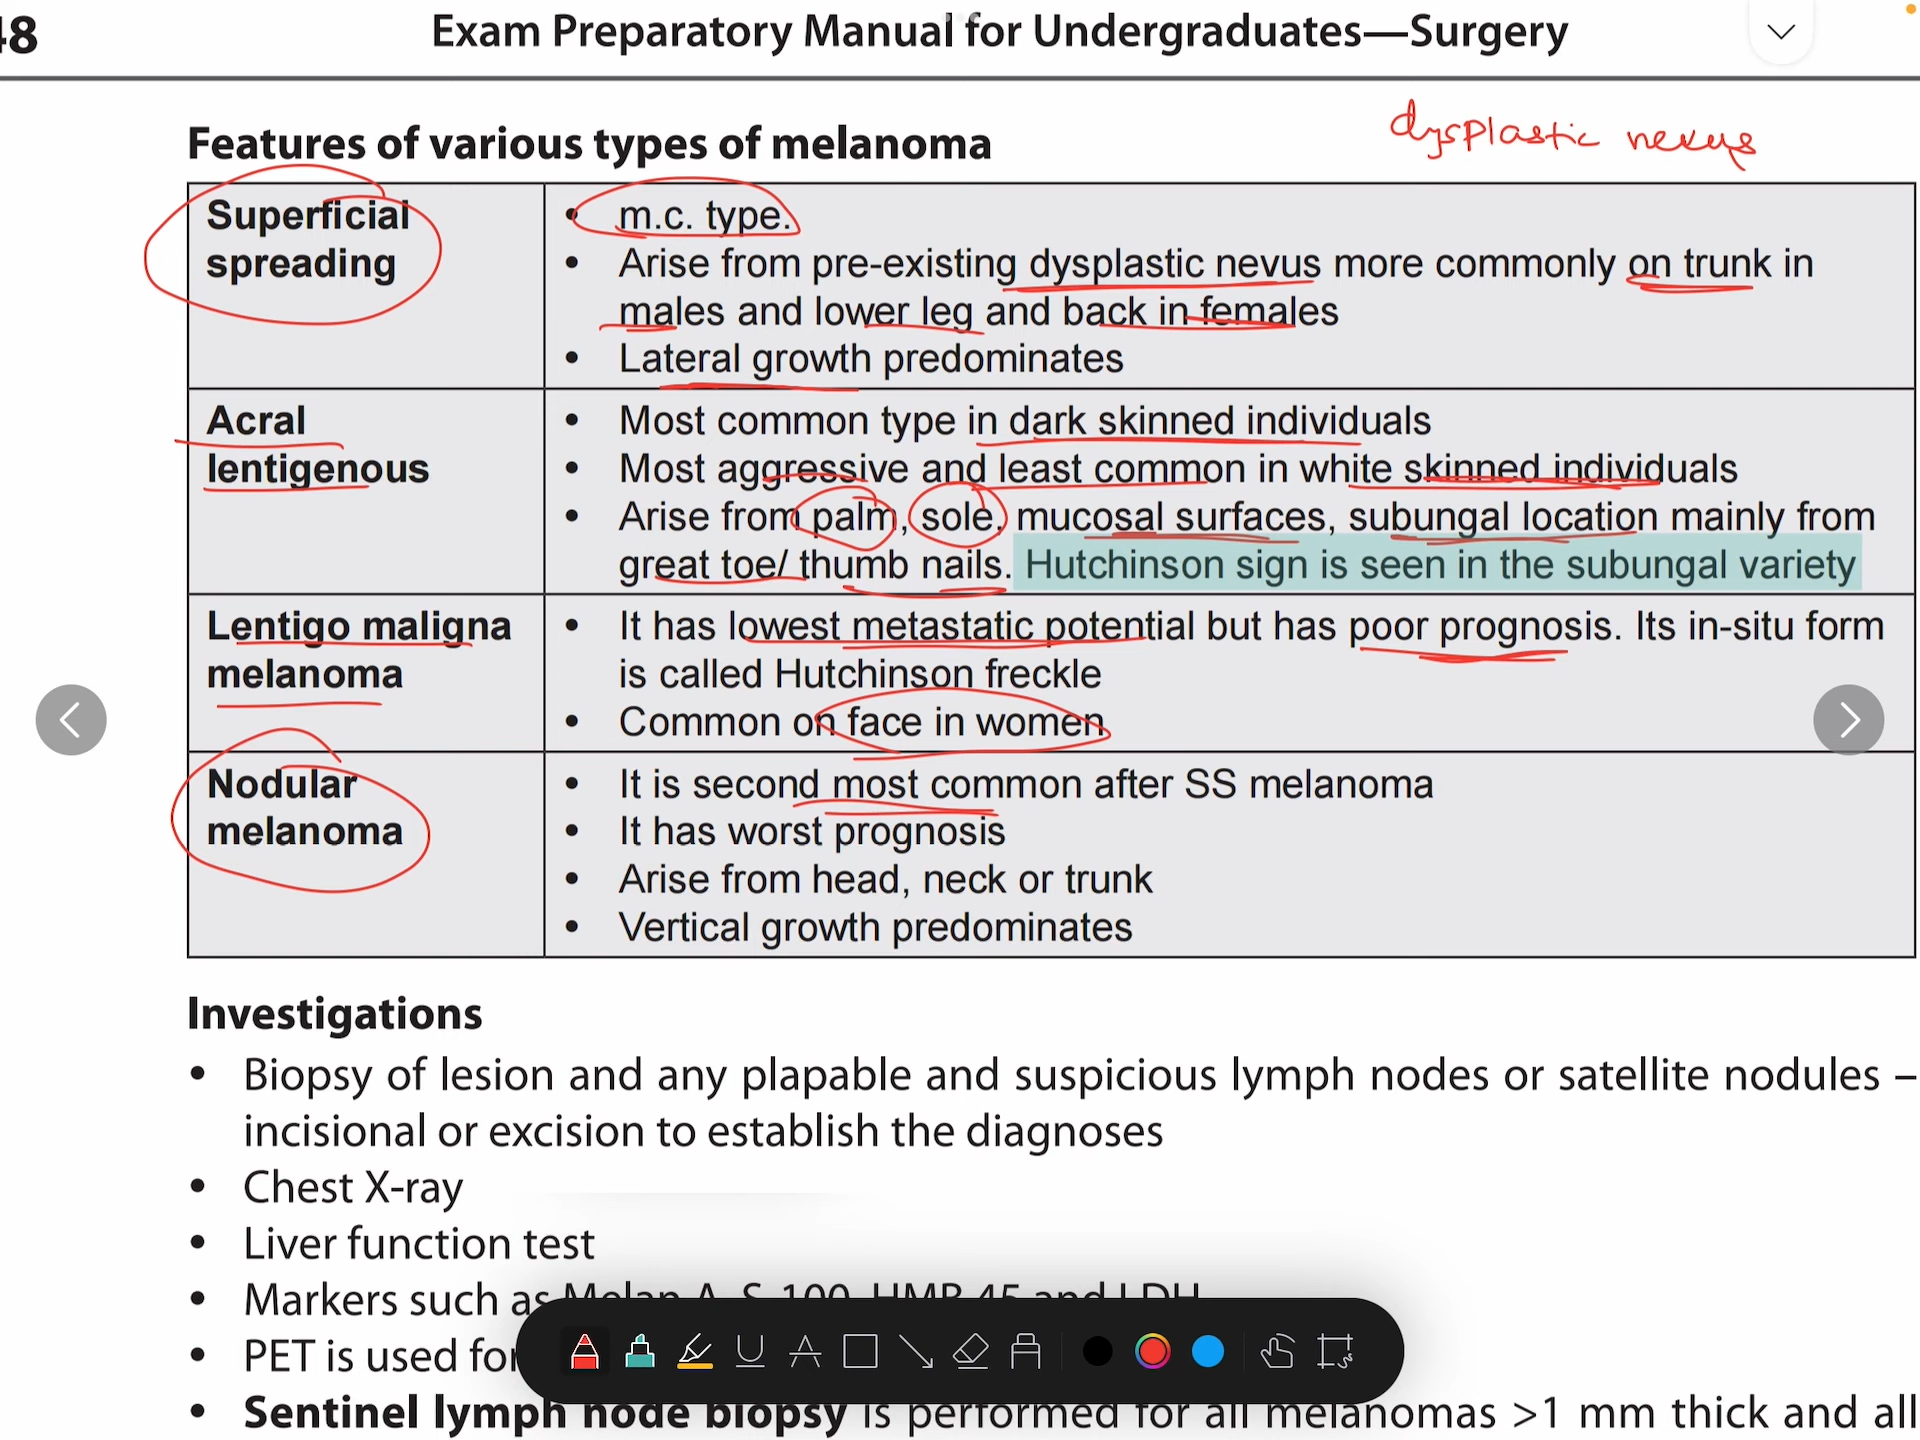 48
Exam Preparatory Manual for Undergraduates—Surgery
dysplastic nevus
Features of various types of melanoma
Superficial spreading
• m.c. type.
• Arise from pre-existing dysplastic nevus more commonly on trunk in
males and lower leg and back in females
• Lateral growth predominates
Acral lentigenous
• Most common type in dark skinned individuals
• Most aggressive and least common in white skinned individuals
• Arise from palm, sole, mucosal surfaces, subungal location mainly from
great toe/ thumb nails. Hutchinson sign is seen in the subungal variety
Lentigo maligna melanoma
• It has lowest metastatic potential but has poor prognosis. Its in-situ form
is called Hutchinson freckle
• Common on face in women
Nodular melanoma
• It is second most common after SS melanoma
• It has worst prognosis
• Arise from head, neck or trunk
• Vertical growth predominates
Investigations
• Biopsy of lesion and any plapable and suspicious lymph nodes or satellite nodules –
incisional or excision to establish the diagnoses
• Chest X-ray
• Liver function test
• Markers such as Melan A, S-100, HMB 45 and LDH
• PET is used for
• Sentinel lymph node biopsy is performed for all melanomas >1 mm thick and all